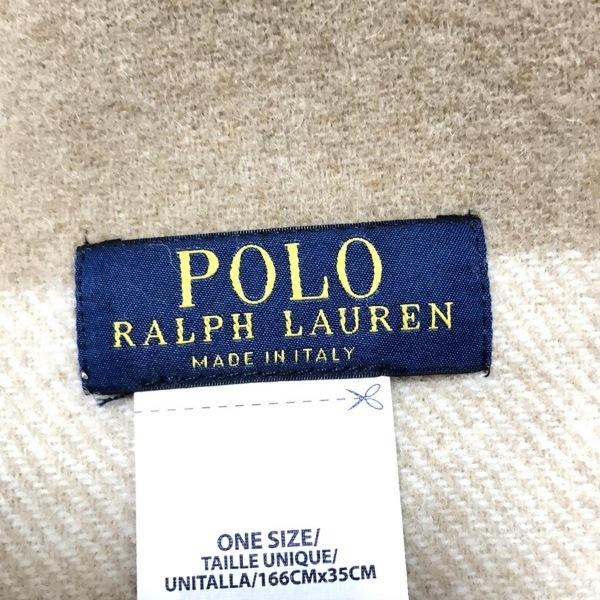 POLO
RALPH LAUREN
MADE IN ITALY
ONE SIZE/
TAILLE UNIQUE/
UNITALLA/166CMx35CM